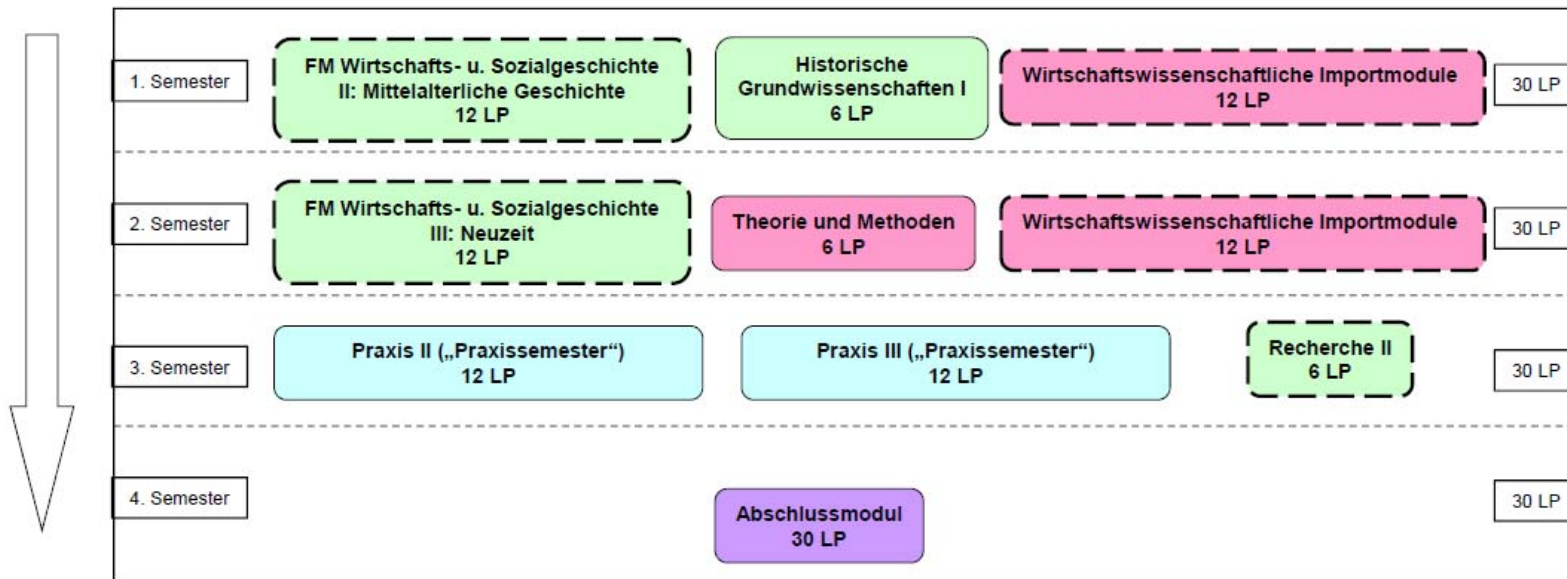 1. Semester
FM Wirtschafts- u. Sozialgeschichte
II: Mittelalterliche Geschichte
12 LP
Historische
Grundwissenschaften I
6 LP
Wirtschaftswissenschaftliche Importmodule
12 LP
30 LP
2. Semester
FM Wirtschafts- u. Sozialgeschichte
III: Neuzeit
12 LP
Theorie und Methoden
6 LP
Wirtschaftswissenschaftliche Importmodule
12 LP
30 LP
3. Semester
Praxis II („Praxissemester“)
12 LP
Praxis III („Praxissemester“)
12 LP
Recherche II
6 LP
30 LP
4. Semester
Abschlussmodul
30 LP
30 LP